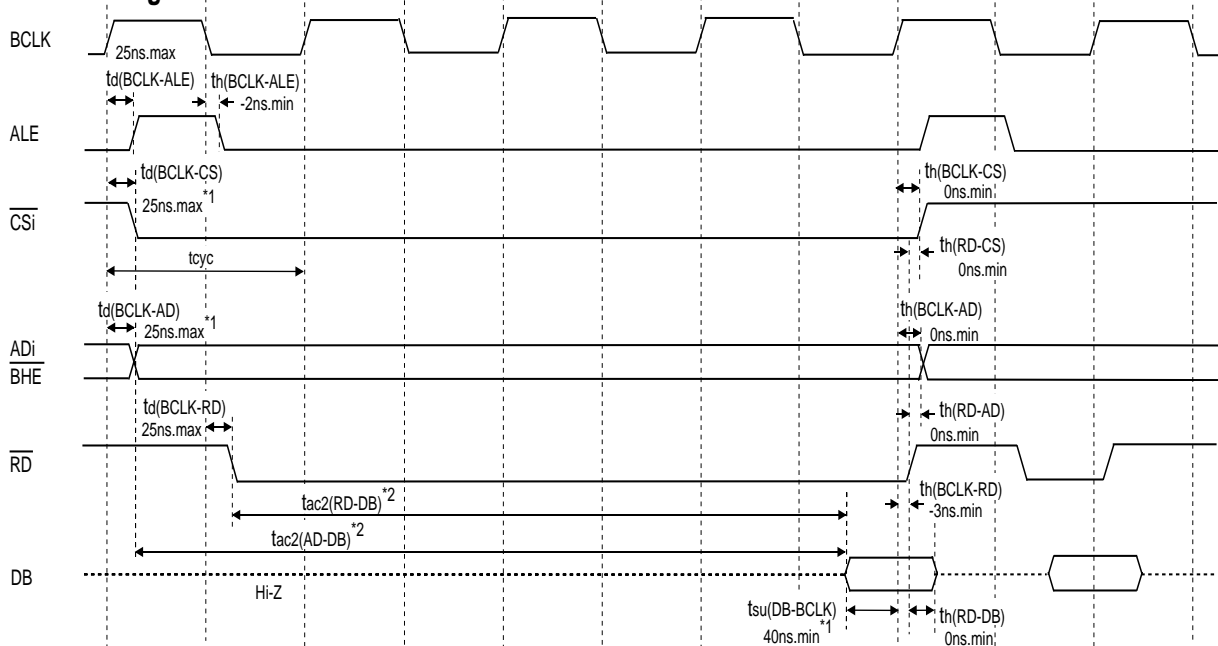 BCLK
25ns.max
td(BCLK-ALE) th(BCLK-ALE)
-2ns.min
ALE
td(BCLK-CS) th(BCLK-CS)
25ns.max*1 0ns.min
CSi
th(RD-CS)
tcyc 0ns.min
td(BCLK-AD) th(BCLK-AD)
25ns.max*1 0ns.min
ADi
BHE
td(BCLK-RD) th(RD-AD)
25ns.max 0ns.min
RD
th(BCLK-RD)
tac2(RD-DB)*2 -3ns.min
tac2(AD-DB)*2
DB
Hi-Z
tsu(DB-BCLK) th(RD-DB)
40ns.min*1 0ns.min